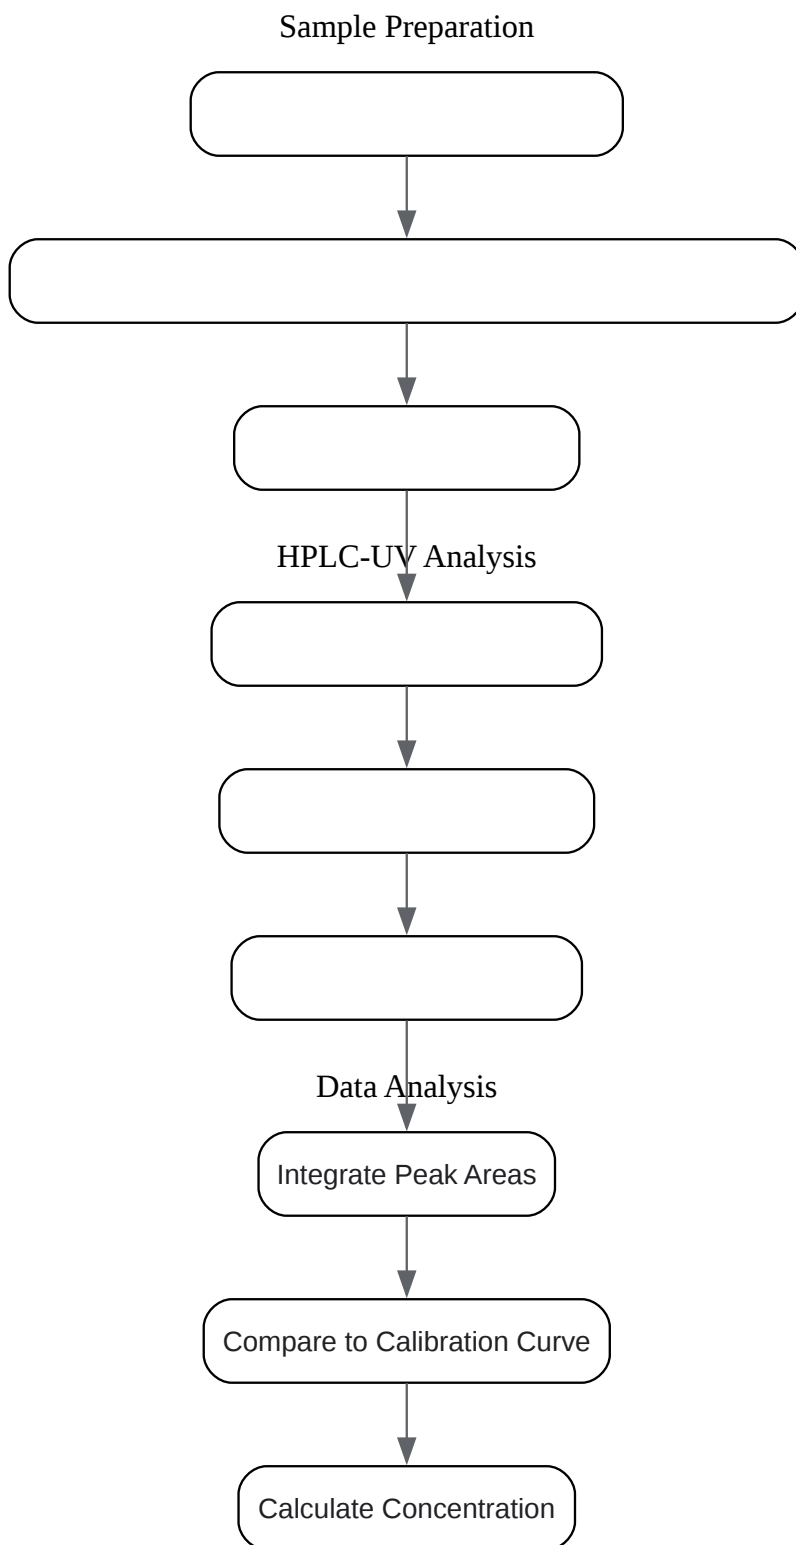 Sample Preparation
HPLC-UV Analysis
Data Analysis
Integrate Peak Areas
Compare to Calibration Curve
Calculate Concentration